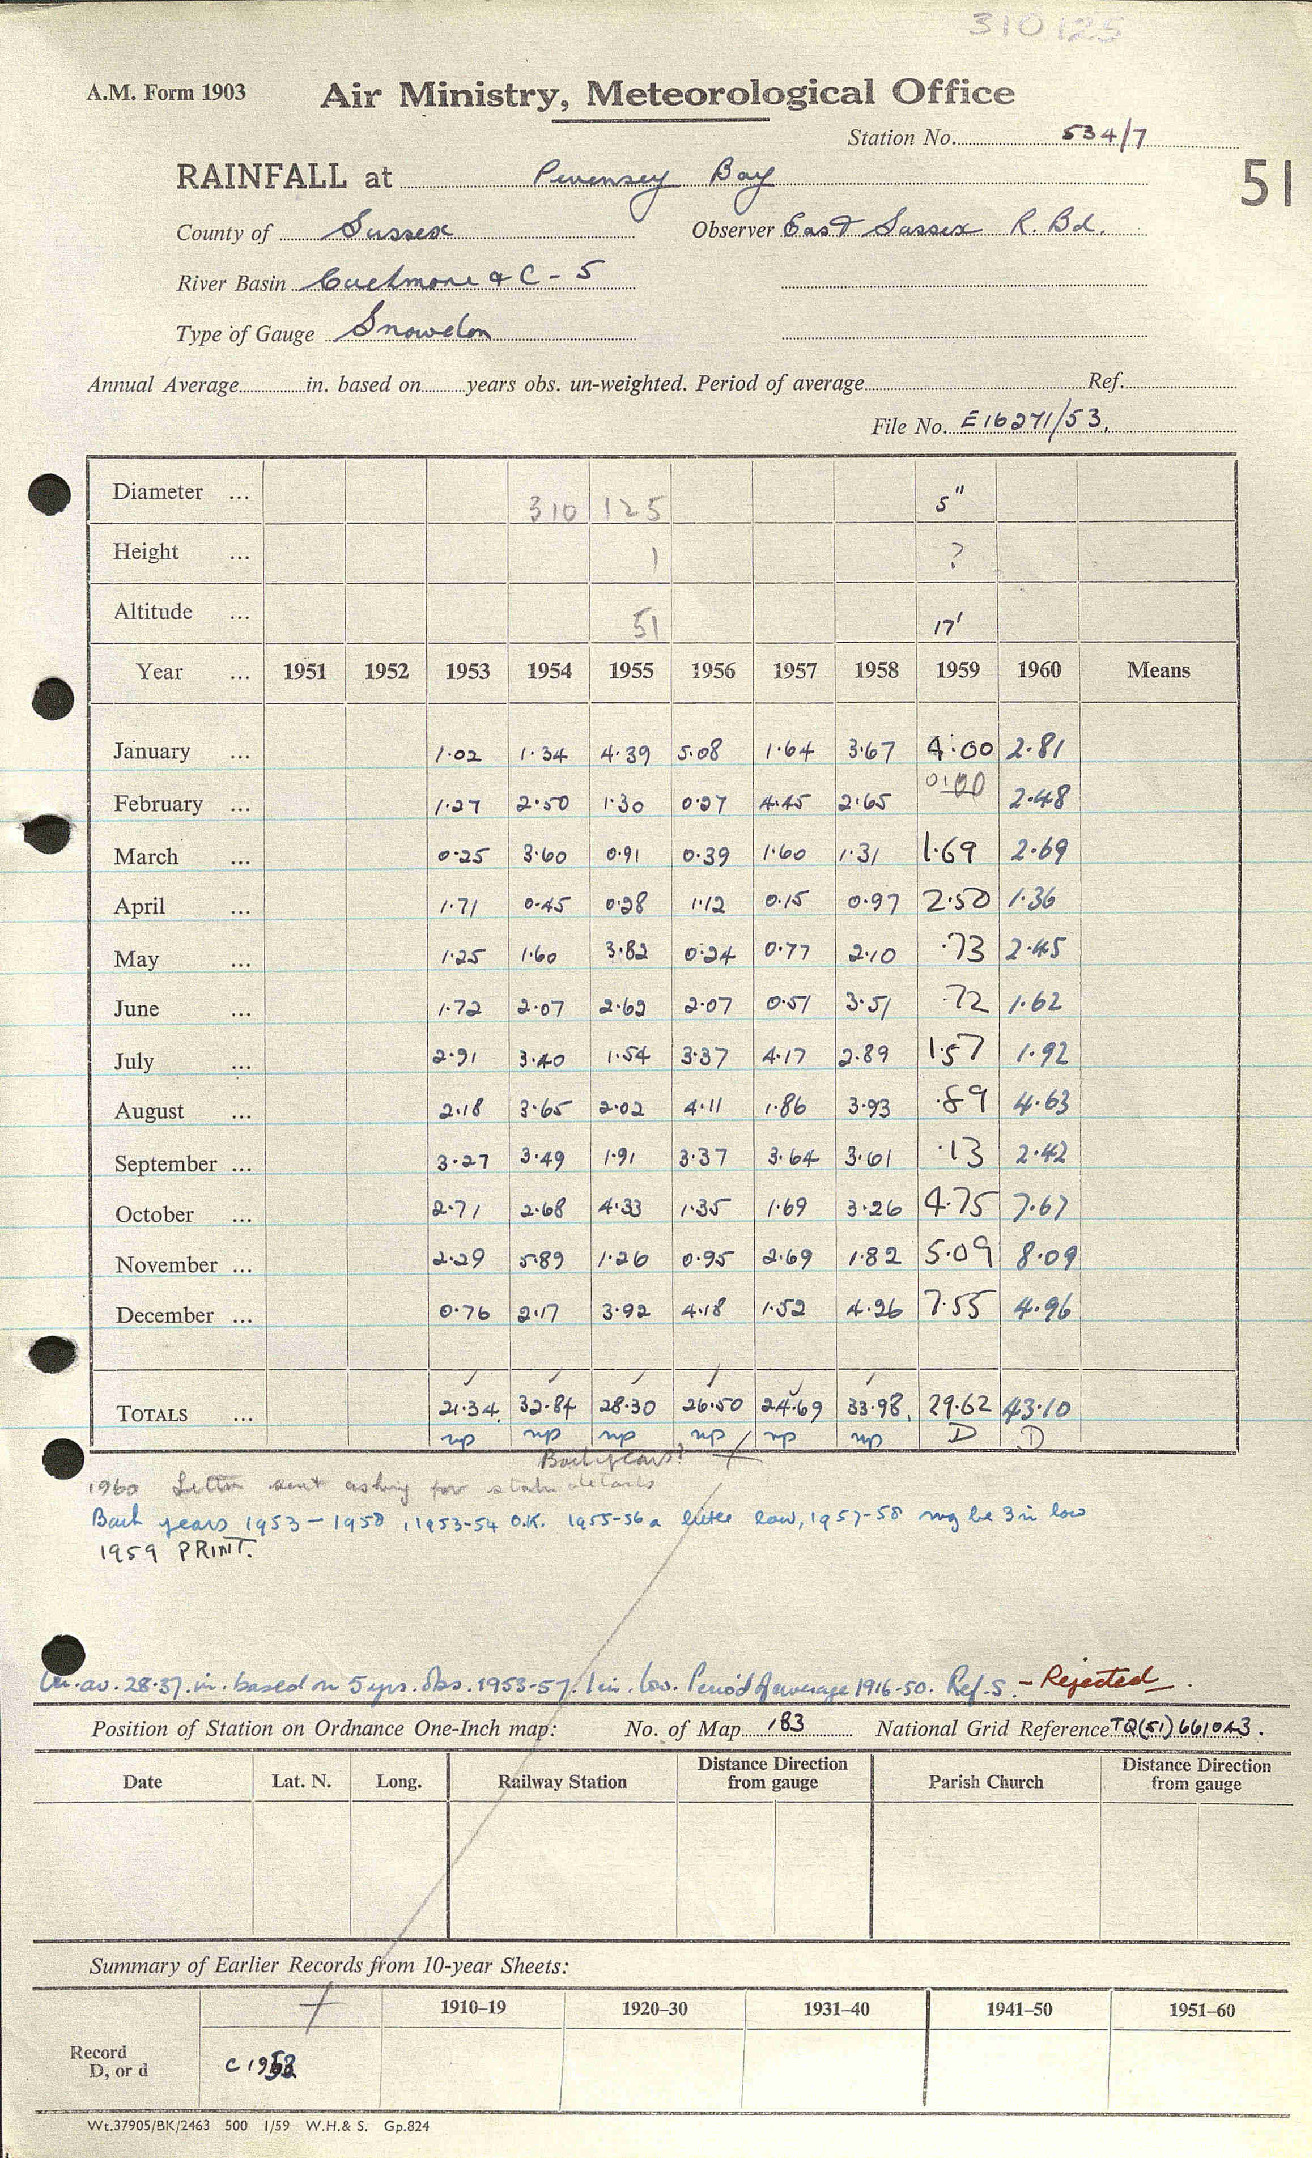 310125
A.M. Form 1903 Air Ministry, Meteorological Office
Station No. 534/7
RAINFALL at Pevensey Bay 51
County of Sussex Observer East Sussex R. Bd.
River Basin Cuckmere & C - 5
Type of Gauge Snowdon
Annual Average in. based on years obs. un-weighted. Period of average Ref.
File No. E16271/53.
Diameter ... 310 125 5"
Height ... 1 ?
Altitude ... 51 17'
Year ... 1951 1952 1953 1954 1955 1956 1957 1958 1959 1960 Means
January ... 1.02 1.34 4.39 5.08 1.64 3.67 4.00 2.81
February ... 1.27 2.50 1.30 0.27 4.45 2.65 0.00 2.48
March ... 0.25 3.60 0.91 0.39 1.60 1.31 1.69 2.69
April ... 1.71 0.45 0.28 1.12 0.15 0.97 2.50 1.36
May ... 1.25 1.60 3.82 0.24 0.77 2.10 .73 2.45
June ... 1.72 2.07 2.62 2.07 0.51 3.51 .72 1.62
July ... 2.91 3.40 1.54 3.37 4.17 2.89 1.57 1.92
August ... 2.18 3.65 2.02 4.11 1.86 3.93 .89 4.63
September ... 3.27 3.49 1.91 3.37 3.64 3.61 .13 2.42
October ... 2.71 2.68 4.33 1.35 1.69 3.26 4.75 7.67
November ... 2.29 5.89 1.26 0.95 2.69 1.82 5.09 8.09
December ... 0.76 2.17 3.92 4.18 1.52 4.26 7.55 4.96
TOTALS ... 21.34 32.84 28.30 26.50 24.69 33.98 29.62 43.10
np np np np np np D D
Back years?
1960 Letter sent asking for statn details
Back years 1953-1958, 1953-54 O.K. 1955-56 a little low, 1957-58 may be 3 in low
1959 PRINT.
av. 28.37 in. based on 5 yrs. obs. 1953-57. 1 in. low. Period of average 1916-50. Ref. S. - Rejected.
Position of Station on Ordnance One-Inch map: No. of Map 183 National Grid Reference TQ(51) 661043.
Date Lat. N. Long. Railway Station Distance Direction from gauge Parish Church Distance Direction from gauge
Summary of Earlier Records from 10-year Sheets:
1910–19 1920–30 1931–40 1941–50 1951–60
Record
D, or d C 1953
Wt.37905/BK/2463 500 1/59 W.H.& S. Gp.824